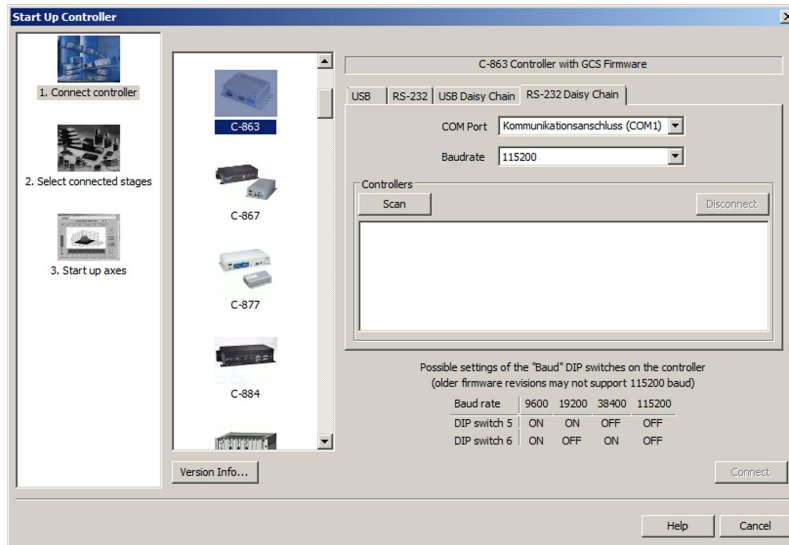 Start Up Controller
1. Connect controller
2. Select connected stages
3. Start up axes
C-863
C-867
C-877
C-884
Version Info...
C-863 Controller with GCS Firmware
USB RS-232 USB Daisy Chain RS-232 Daisy Chain
COM Port Kommunikationsanschluss (COM1)
Baudrate 115200
Controllers
Scan Disconnect
Possible settings of the "Baud" DIP switches on the controller
(older firmware revisions may not support 115200 baud)
Baud rate 9600 19200 38400 115200
DIP switch 5 ON ON OFF OFF
DIP switch 6 ON OFF ON OFF
Connect
Help Cancel